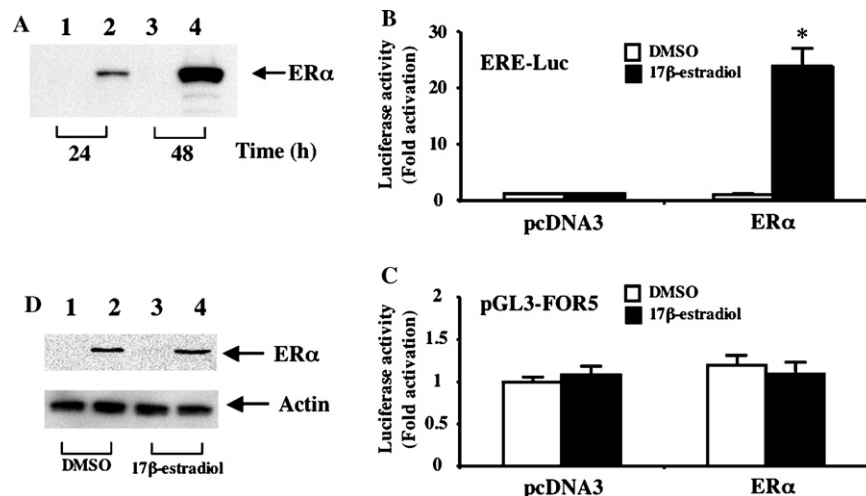 A
1 2 3 4
ERα
24 48 Time (h)
B
ERE-Luc
DMSO
17β-estradiol
*
Luciferase activity
(Fold activation)
30
20
10
0
pcDNA3 ERα
D
1 2 3 4
ERα
Actin
DMSO 17β-estradiol
C
pGL3-FOR5
DMSO
17β-estradiol
Luciferase activity
(Fold activation)
2
1.5
1
0.5
0
pcDNA3 ERα